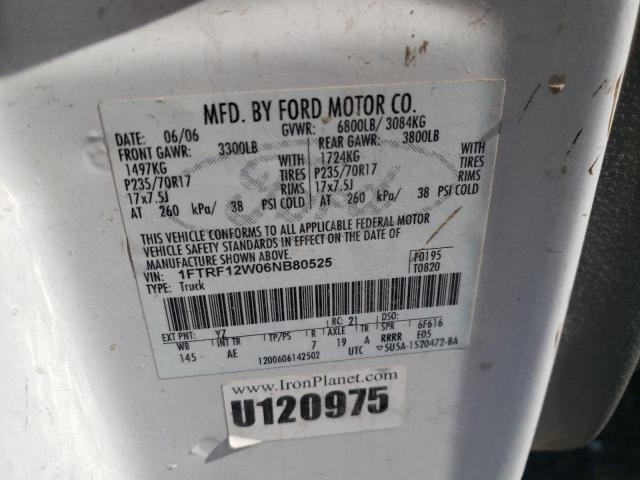 MFD. BY FORD MOTOR CO.
DATE: 06/06 GVWR: 6800LB/ 3084KG
FRONT GAWR: 3300LB REAR GAWR: 3800LB
1497KG WITH 1724KG WITH
P235/70R17 TIRES P235/70R17 TIRES
17x7.5J RIMS 17x7.5J RIMS
AT 260 kPa/ 38 PSI COLD AT 260 kPa/ 38 PSI COLD
Ford
THIS VEHICLE CONFORMS TO ALL APPLICABLE FEDERAL MOTOR
VEHICLE SAFETY STANDARDS IN EFFECT ON THE DATE OF
MANUFACTURE SHOWN ABOVE.
VIN: 1FTRF12W06NB80525 F0195
TYPE: Truck T0820
EXT PNT: YZ RC: 21 DSO:
WB INT TR TP/PS R AXLE TR SPR 6F616
145 AE 7 19 A RRRR E05
1200606142502 UTC ▽5U5A-1520472-BA
www.IronPlanet.com
U120975